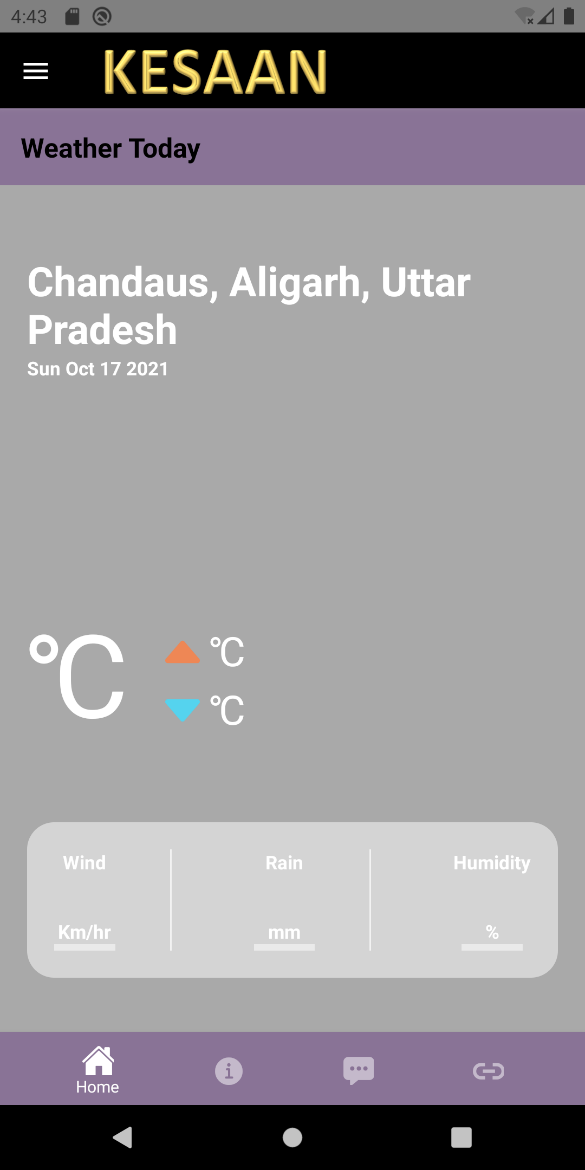 4:43
KESAAN
Weather Today
Chandaus, Aligarh, Uttar
Pradesh
Sun Oct 17 2021
°C
°C
°C
Wind Rain Humidity
Km/hr mm %
Home